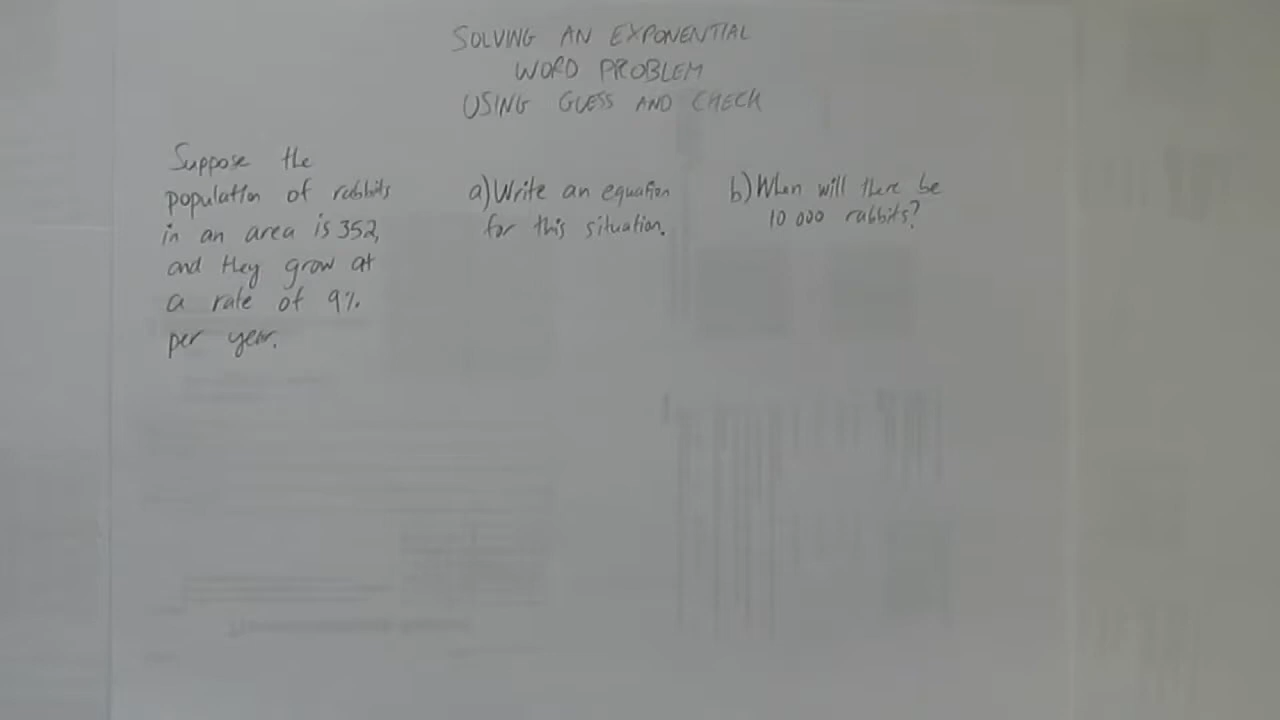 SOLVING AN EXPONENTIAL
WORD PROBLEM
USING GUESS AND CHECK
Suppose the
population of rabbits
in an area is 352,
and they grow at
a rate of 9%
per year.
a) Write an equation
for this situation.
b) When will there be
10 000 rabbits?